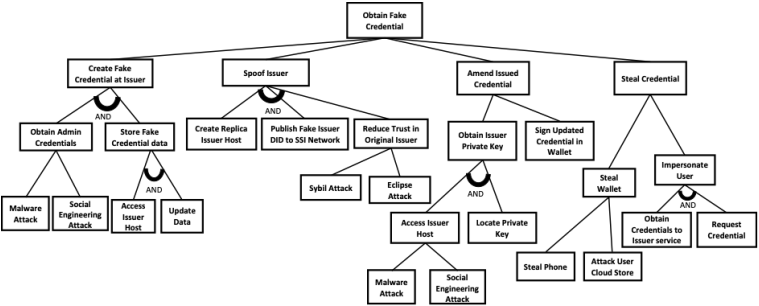 Obtain Fake
Credential
Create Fake
Credential at Issuer
Spoof Issuer
Amend Issued
Credential
Steal Credential
AND
AND
Obtain Admin
Credentials
Store Fake
Credential data
Create Replica
Issuer Host
Publish Fake Issuer
DID to SSI Network
Reduce Trust in
Original Issuer
Obtain Issuer
Private Key
Sign Updated
Credential in
Wallet
Steal
Wallet
Impersonate
User
AND
Sybil Attack
Eclipse
Attack
AND
AND
Malware
Attack
Social
Engineering
Attack
Access
Issuer
Host
Update
Data
Access Issuer
Host
Locate Private
Key
Obtain
Credentials to
Issuer service
Request
Credential
Steal Phone
Attack User
Cloud Store
Malware
Attack
Social
Engineering
Attack